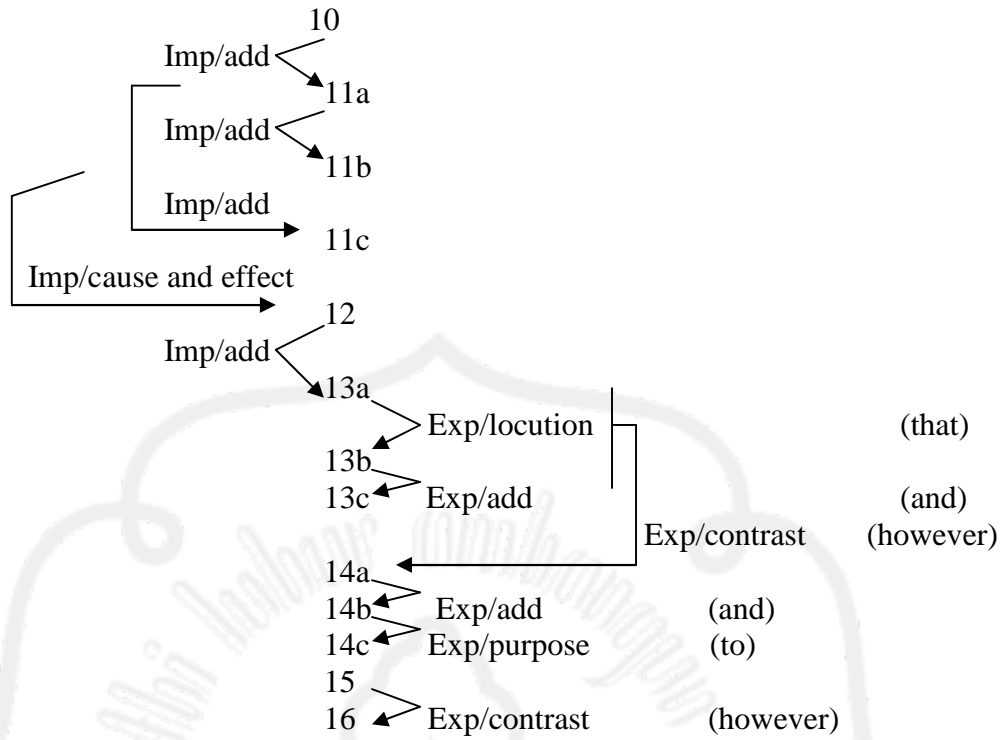 10
Imp/add
11a
Imp/add
11b
Imp/add
11c
Imp/cause and effect
12
Imp/add
13a
Exp/locution (that)
13b
13c Exp/add (and)
Exp/contrast (however)
14a
14b Exp/add (and)
14c Exp/purpose (to)
15
16 Exp/contrast (however)